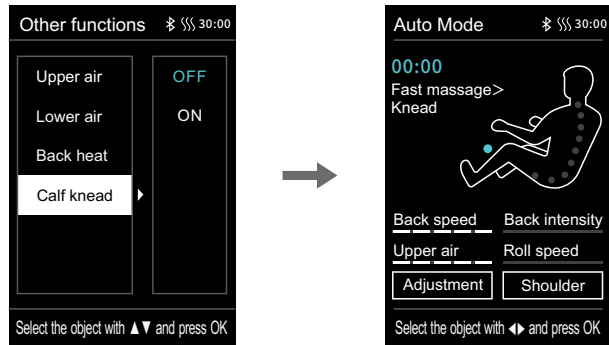 Other functions 30:00
Upper air OFF
Lower air ON
Back heat
Calf knead
Select the object with ▲▼ and press OK
Auto Mode 30:00
00:00
Fast massage>
Knead
Back speed Back intensity
Upper air Roll speed
Adjustment Shoulder
Select the object with ◀▶ and press OK